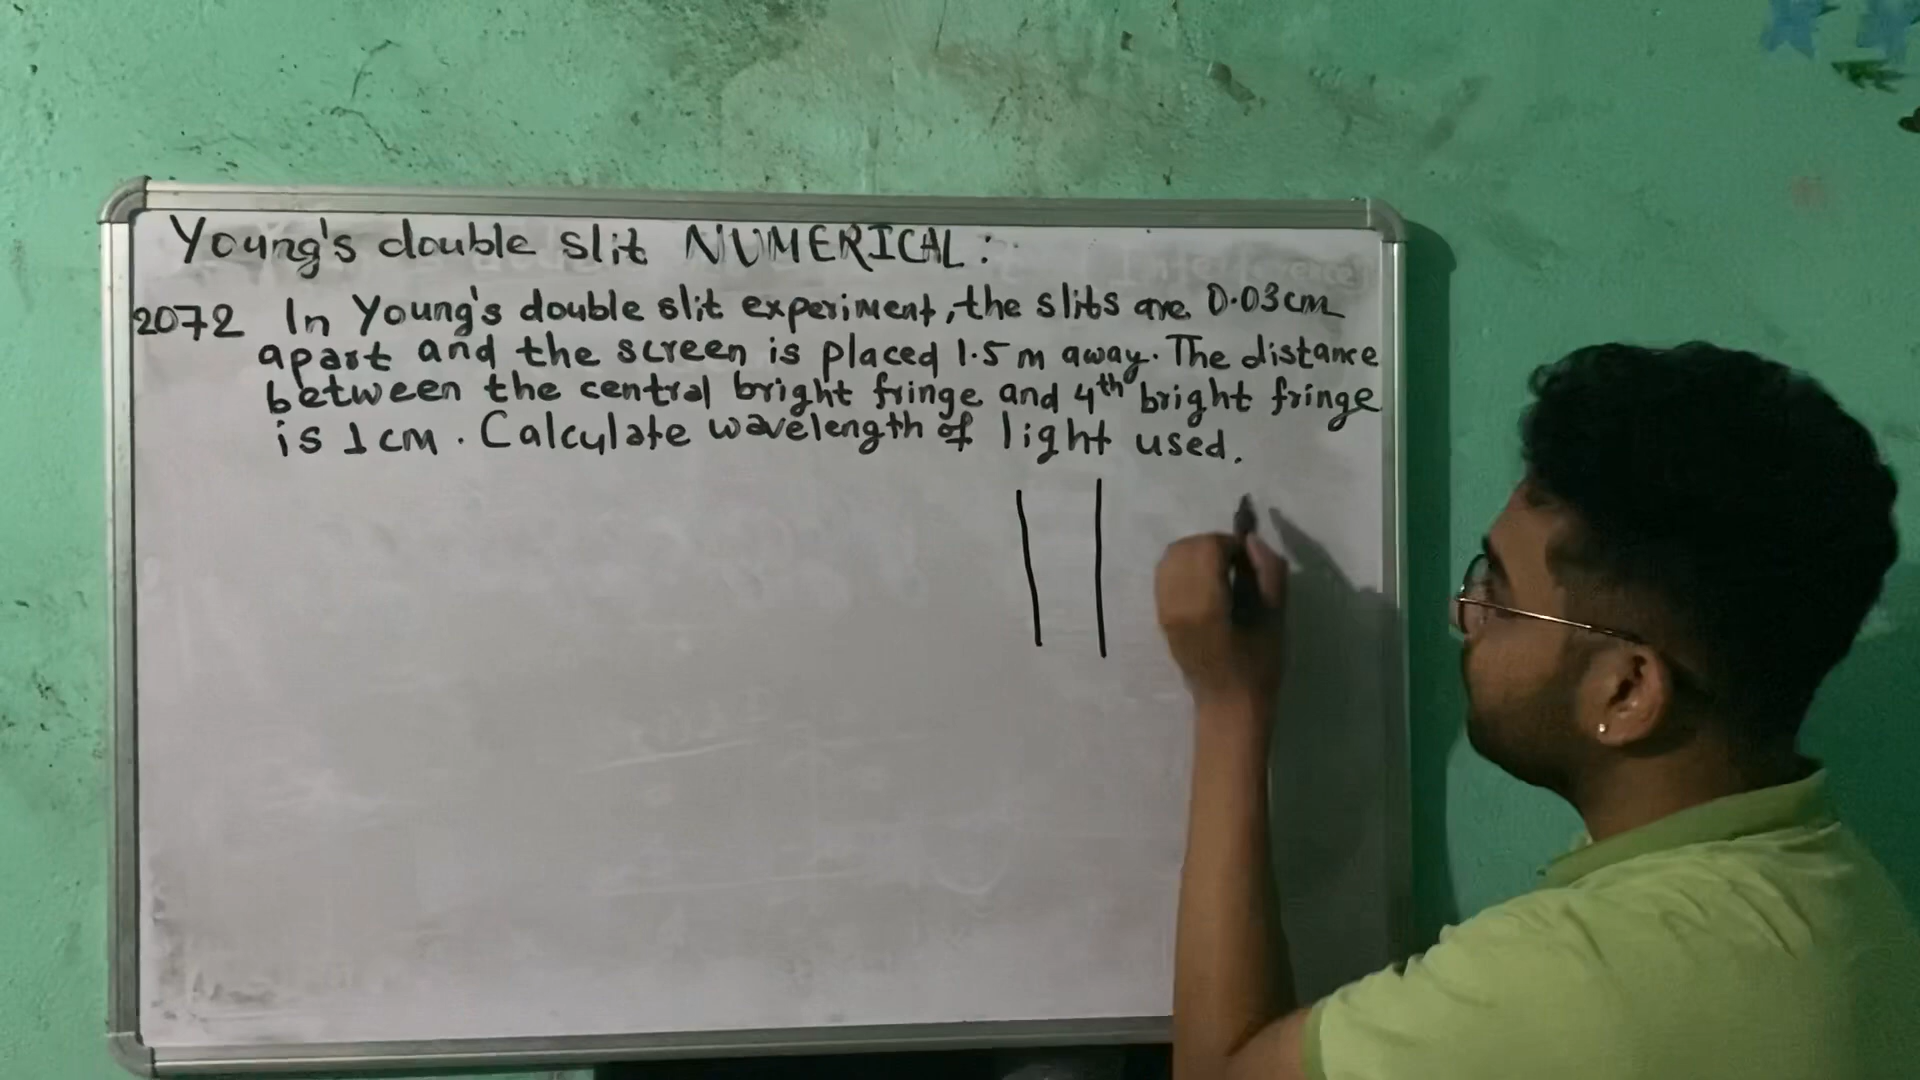 Young's double slit NUMERICAL:
2072 In Young's double slit experiment, the slits are 0.03cm
apart and the screen is placed 1.5m away. The distance
between the central bright fringe and 4th bright fringe
is 1cm. Calculate wavelength of light used.